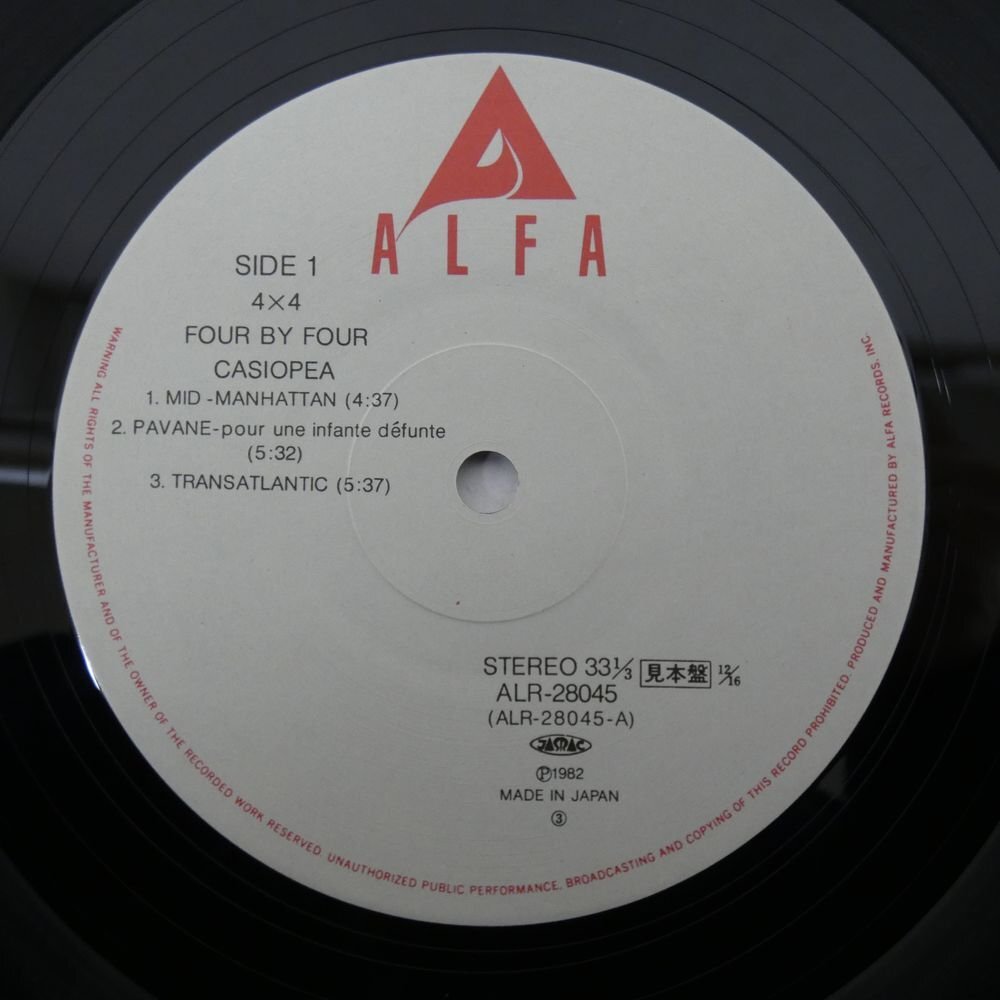 ALFA
SIDE 1
4×4
FOUR BY FOUR
CASIOPEA
1. MID-MANHATTAN (4:37)
2. PAVANE-pour une infante défunte
(5:32)
3. TRANSATLANTIC (5:37)
STEREO 33⅓ 見本盤 12/16
ALR-28045
(ALR-28045-A)
JASRAC
Ⓟ1982
MADE IN JAPAN
③
WARNING ALL RIGHTS OF THE MANUFACTURER AND OF THE OWNER OF THE RECORDED WORK RESERVED. UNAUTHORIZED PUBLIC PERFORMANCE, BROADCASTING AND COPYING OF THIS RECORD PROHIBITED. PRODUCED AND MANUFACTURED BY ALFA RECORDS, INC.